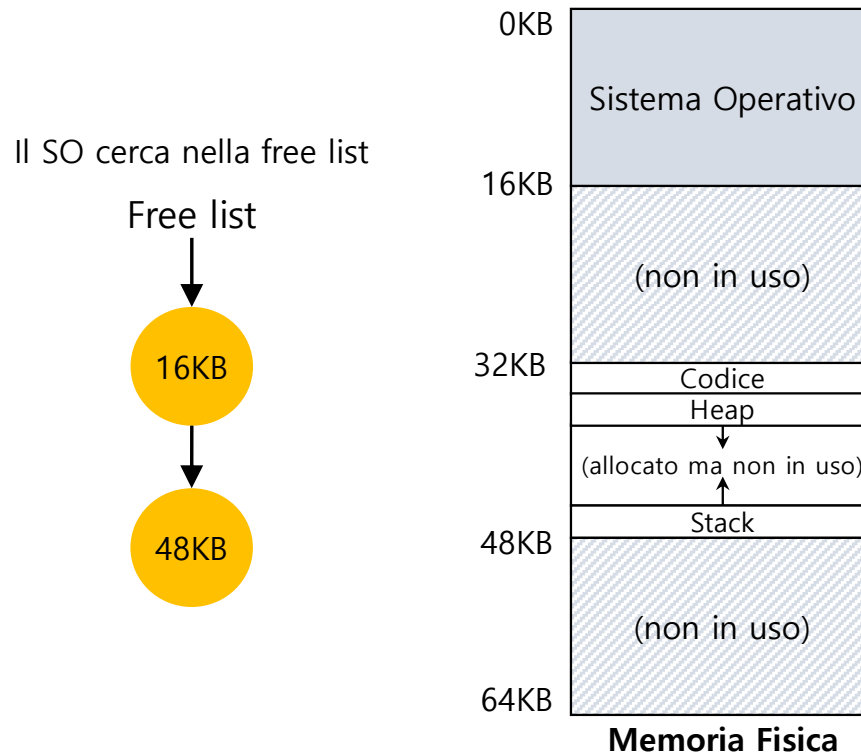 Il SO cerca nella free list
Free list
16KB
48KB
0KB
Sistema Operativo
16KB
(non in uso)
32KB
Codice
Heap
(allocato ma non in uso)
Stack
48KB
(non in uso)
64KB
Memoria Fisica